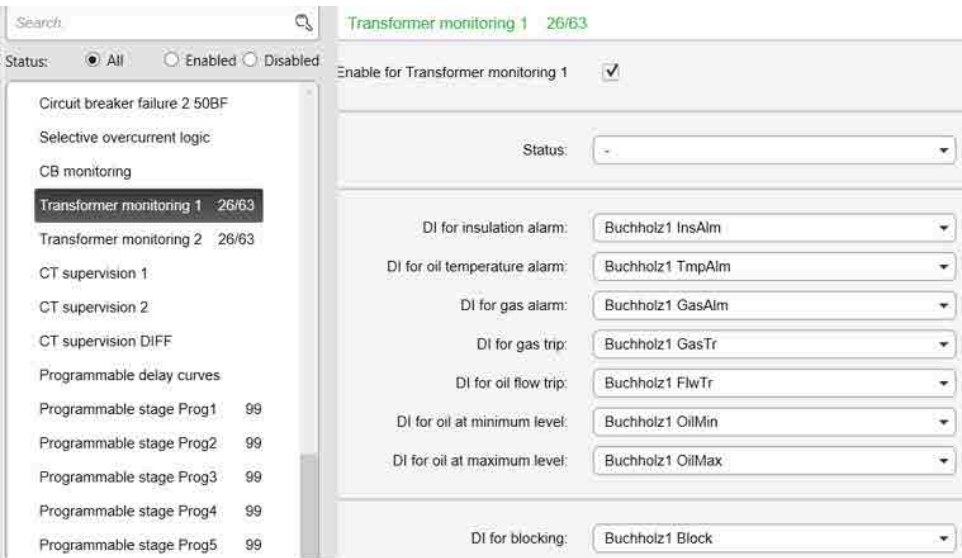 Search
Status: All Enabled Disabled
Circuit breaker failure 2 50BF
Selective overcurrent logic
CB monitoring
Transformer monitoring 1 26/63
Transformer monitoring 2 26/63
CT supervision 1
CT supervision 2
CT supervision DIFF
Programmable delay curves
Programmable stage Prog1 99
Programmable stage Prog2 99
Programmable stage Prog3 99
Programmable stage Prog4 99
Programmable stage Prog5 99
Transformer monitoring 1 26/63
Enable for Transformer monitoring 1
Status: -
DI for insulation alarm: Buchholz1 InsAlm
DI for oil temperature alarm: Buchholz1 TmpAlm
DI for gas alarm: Buchholz1 GasAlm
DI for gas trip: Buchholz1 GasTr
DI for oil flow trip: Buchholz1 FlwTr
DI for oil at minimum level: Buchholz1 OilMin
DI for oil at maximum level: Buchholz1 OilMax
DI for blocking: Buchholz1 Block